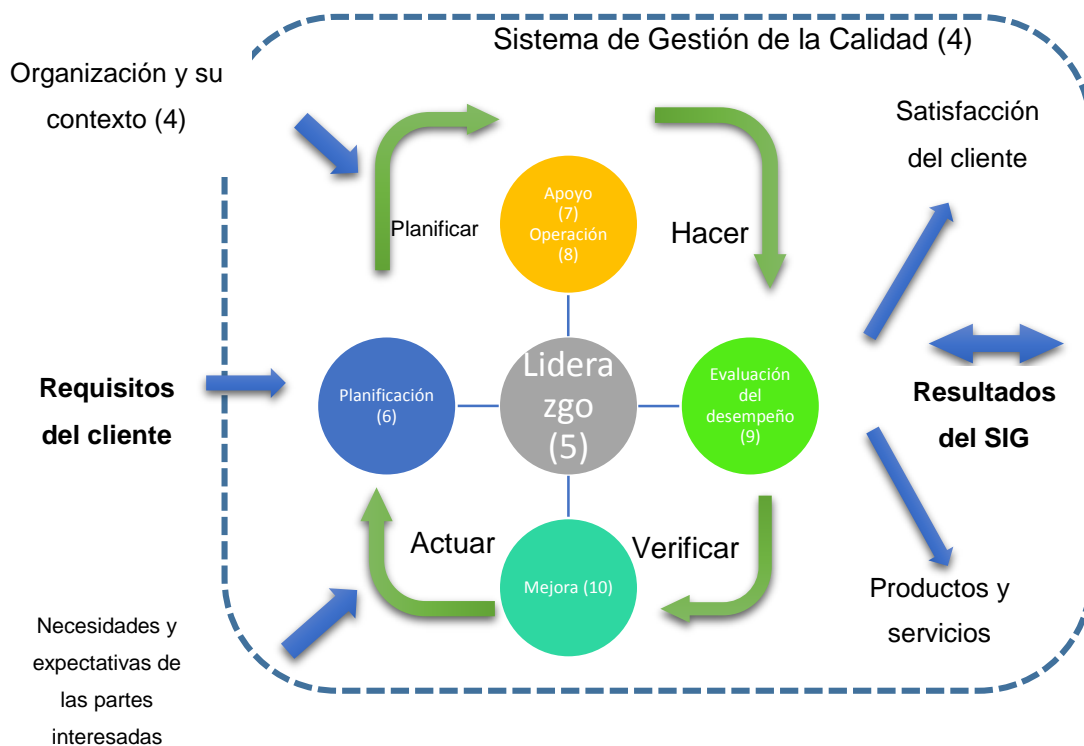 Sistema de Gestión de la Calidad (4)
Organización y su
contexto (4)
Satisfacción
del cliente
Planificar
Apoyo
(7)
Operación
(8)
Hacer
Requisitos
del cliente
Planificación
(6)
Lidera
zgo
(5)
Evaluación
del
desempeño
(9)
Resultados
del SIG
Actuar
Verificar
Mejora (10)
Productos y
servicios
Necesidades y
expectativas de
las partes
interesadas